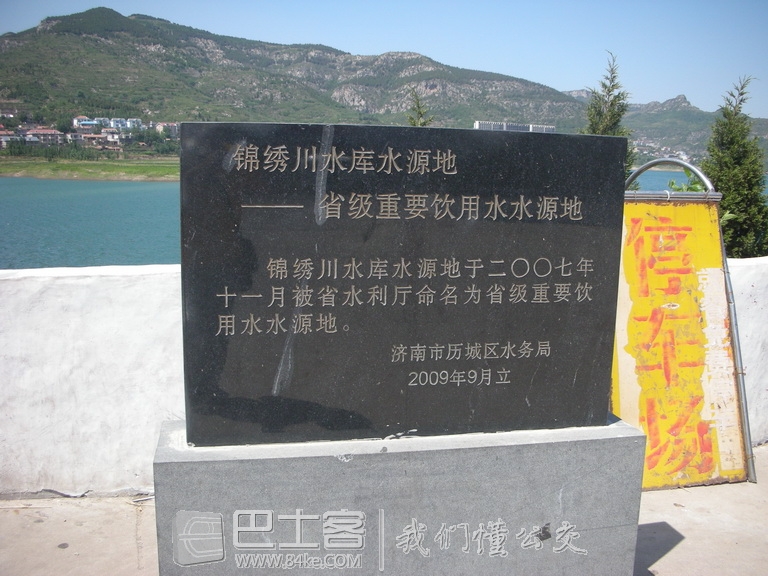 锦绣川水库水源地
—— 省级重要饮用水水源地
锦绣川水库水源地于二〇〇七年
十一月被省水利厅命名为省级重要饮
用水水源地。
济南市历城区水务局
2009年9月立
停车场
巴士客
www.84ke.com
我们懂公交